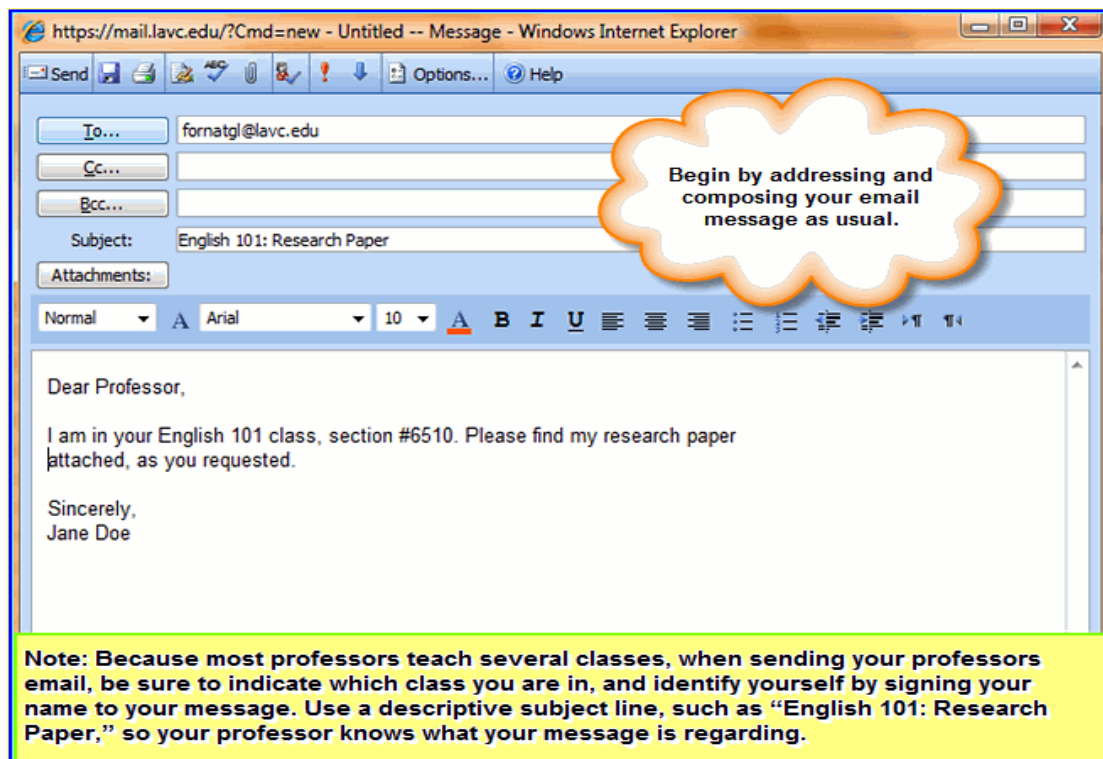 https://mail.lavc.edu/?Cmd=new - Untitled -- Message - Windows Internet Explorer
Send ABC Options... Help
To... fornatgl@lavc.edu
Cc...
Bcc...
Subject: English 101: Research Paper
Attachments:
Begin by addressing and
composing your email
message as usual.
Normal A Arial 10 A B I U
Dear Professor,
I am in your English 101 class, section #6510. Please find my research paper
attached, as you requested.
Sincerely,
Jane Doe
Note: Because most professors teach several classes, when sending your professors
email, be sure to indicate which class you are in, and identify yourself by signing your
name to your message. Use a descriptive subject line, such as “English 101: Research
Paper,” so your professor knows what your message is regarding.